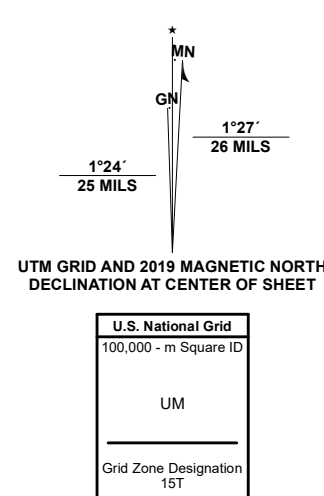 ★
MN
GN
1°27´
26 MILS
1°24´
25 MILS
UTM GRID AND 2019 MAGNETIC NORTH
DECLINATION AT CENTER OF SHEET
U.S. National Grid
100,000 - m Square ID
UM
Grid Zone Designation
15T